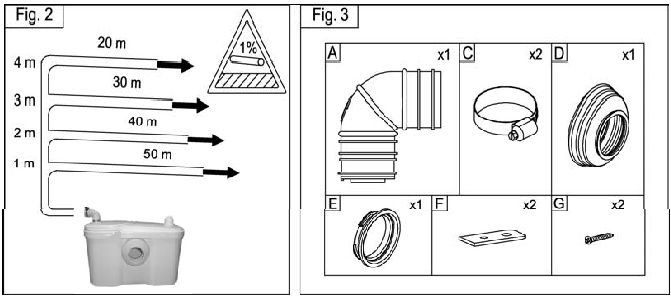 Fig. 2
20 m
1%
4 m
30 m
3 m
40 m
2 m
50 m
1 m
Fig. 3
A x1
C x2
D x1
E x1
F x2
G x2